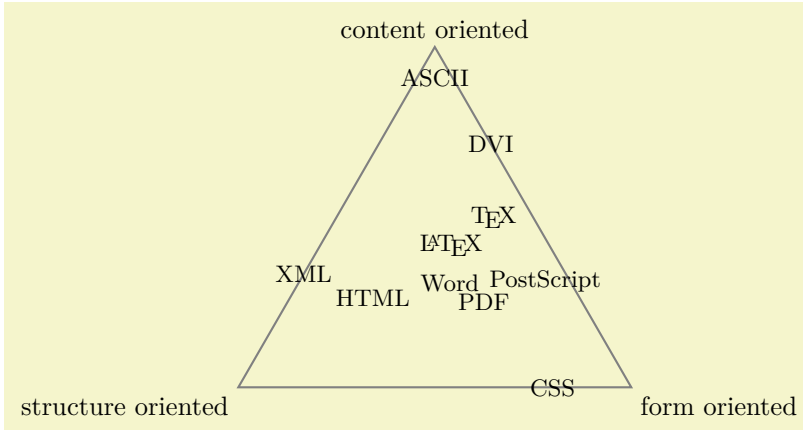 content oriented
ASCII
DVI
TEX
LATEX
XML
HTML
Word
PostScript
PDF
CSS
structure oriented
form oriented